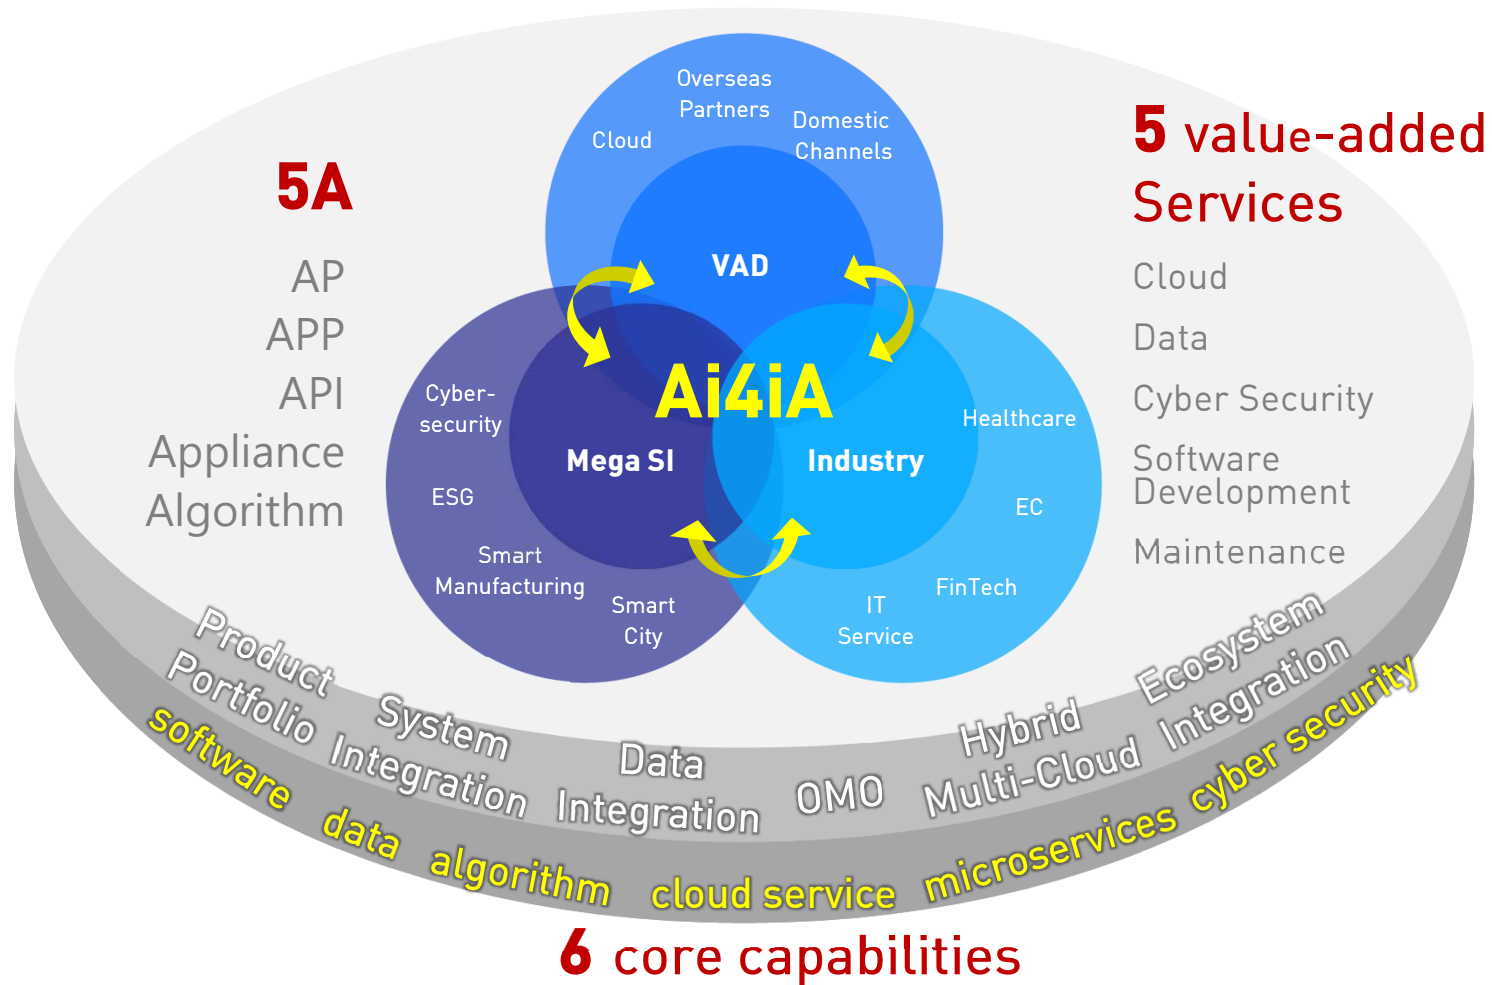 5A
AP
APP
API
Appliance
Algorithm
Overseas
Partners
Cloud
Domestic
Channels
VAD
Ai4iA
Cyber-
security
ESG
Smart
Manufacturing
Smart
City
Mega SI
Industry
Healthcare
EC
FinTech
IT
Service
5 value-added
Services
Cloud
Data
Cyber Security
Software
Development
Maintenance
Product
Portfolio
System
Integration
Data
Integration
OMO
Hybrid
Multi-Cloud
Ecosystem
Integration
software
data
algorithm
cloud service
microservices
cyber security
6 core capabilities